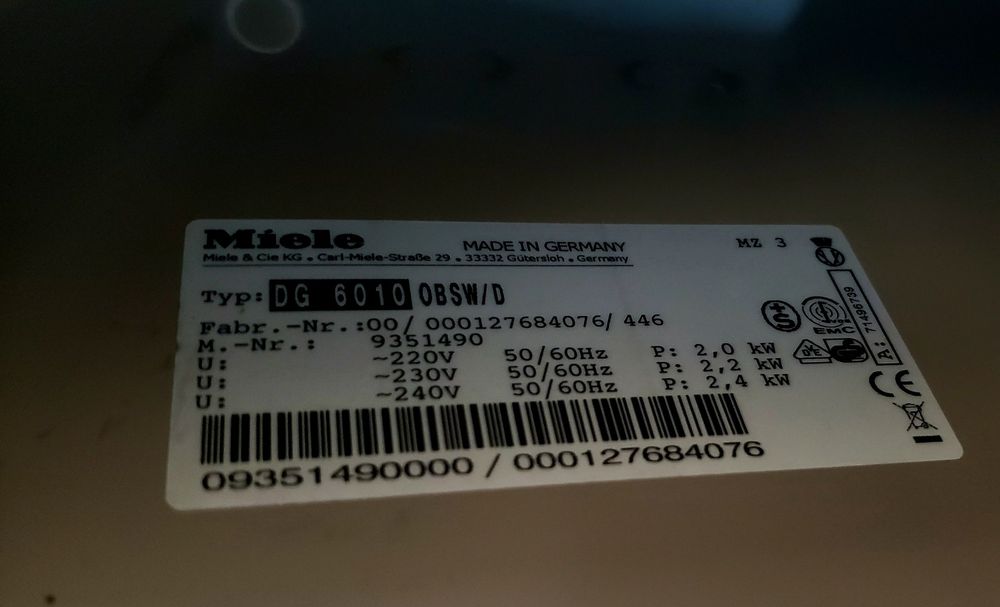 Miele
MADE IN GERMANY
MZ 3
Miele & Cie KG • Carl-Miele-Straße 29 • 33332 Gütersloh • Germany
Typ: DG 6010 OBSW/D
Fabr.-Nr.:00/ 000127684076/ 446
M.-Nr.: 9351490
U: ~220V 50/60Hz P: 2,0 kW
U: ~230V 50/60Hz P: 2,2 kW
U: ~240V 50/60Hz P: 2,4 kW
09351490000 / 000127684076
S
EMC
A: 71496739
CE